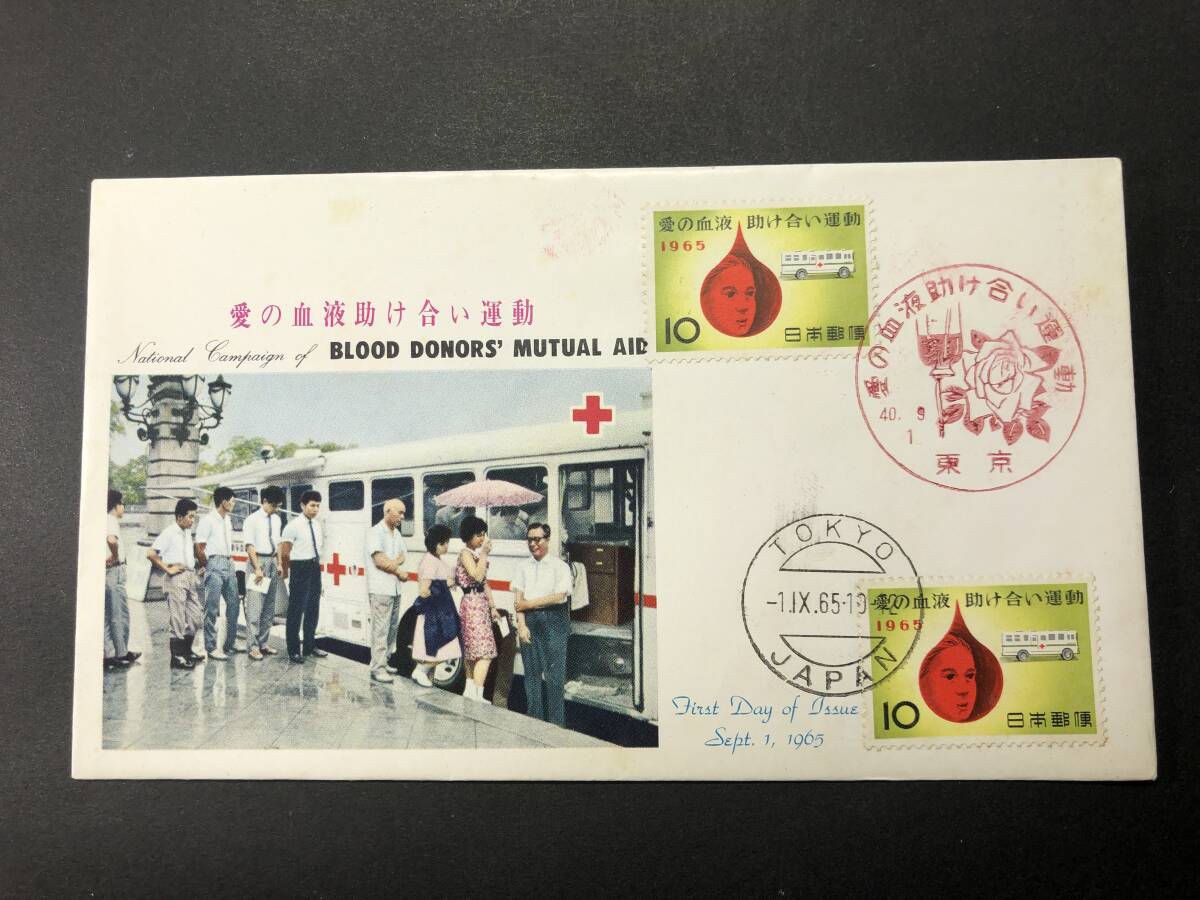 愛の血液助け合い運動
National Campaign of BLOOD DONORS' MUTUAL AID
愛の血液 助け合い運動
1965
10 日本郵便
愛の血液助け合い運動
40. 9
1
東京
TOKYO
-1.IX.65-10-12
JAPAN
愛の血液 助け合い運動
1965
10 日本郵便
First Day of Issue
Sept. 1, 1965